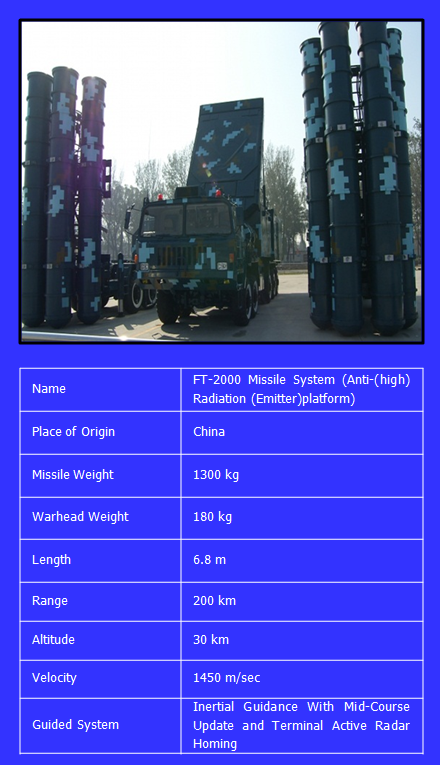 Name
FT-2000 Missile System (Anti-(high)
Radiation (Emitter)platform)
Place of Origin
China
Missile Weight
1300 kg
Warhead Weight
180 kg
Length
6.8 m
Range
200 km
Altitude
30 km
Velocity
1450 m/sec
Guided System
Inertial Guidance With Mid-Course
Update and Terminal Active Radar
Homing